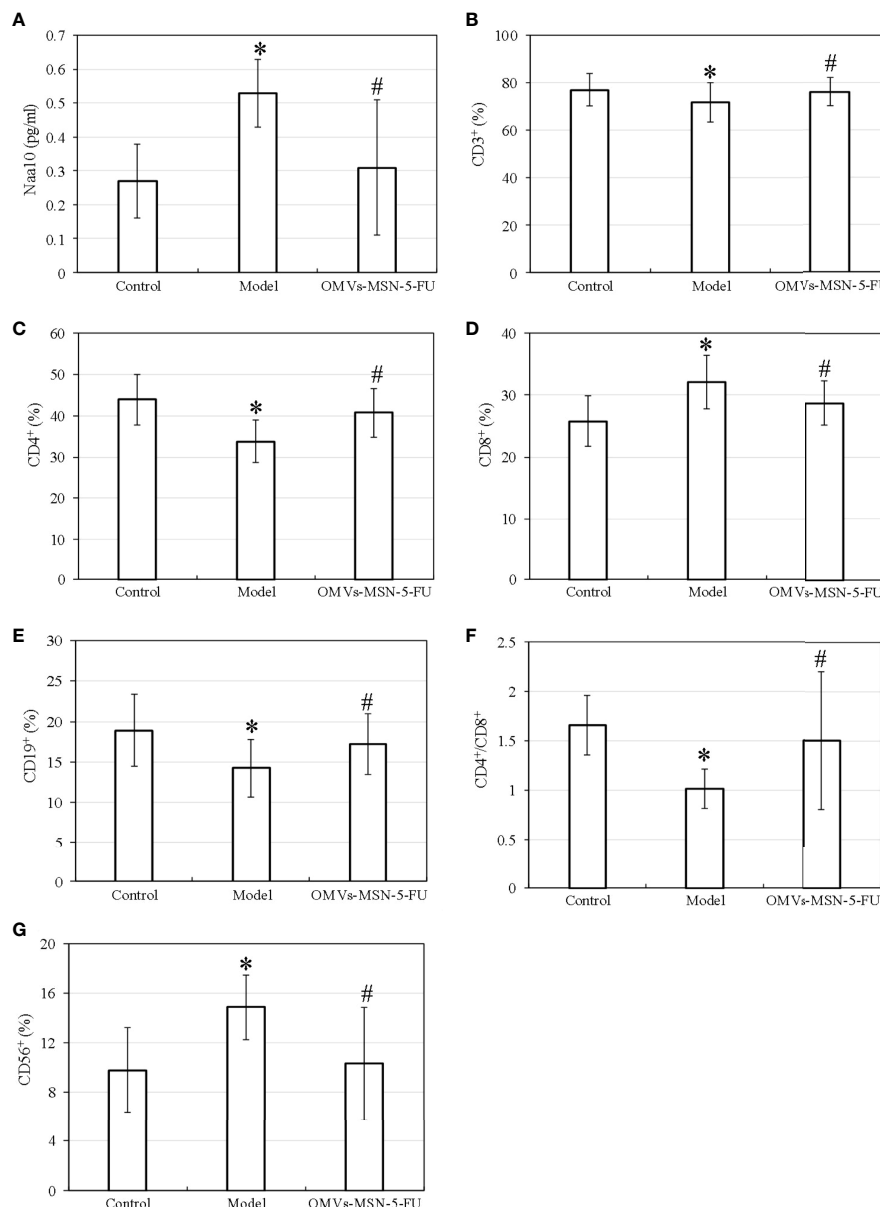 A
Naa10 (pg/ml)
0.7
0.6
0.5
0.4
0.3
0.2
0.1
0
*
#
Control Model OMVs-MSN-5-FU
B
CD3+ (%)
100
80
60
40
20
0
*
#
Control Model OMVs-MSN-5-FU
C
CD4+ (%)
60
50
40
30
20
10
0
*
#
Control Model OMVs-MSN-5-FU
D
CD8+ (%)
40
30
20
10
0
*
#
Control Model OMVs-MSN-5-FU
E
CD19+ (%)
30
25
20
15
10
5
0
*
#
Control Model OMVs-MSN-5-FU
F
CD4+/CD8+
2.5
2
1.5
1
0.5
0
*
#
Control Model OMVs-MSN-5-FU
G
CD56+ (%)
20
16
12
8
4
0
*
#
Control Model OMVs-MSN-5-FU